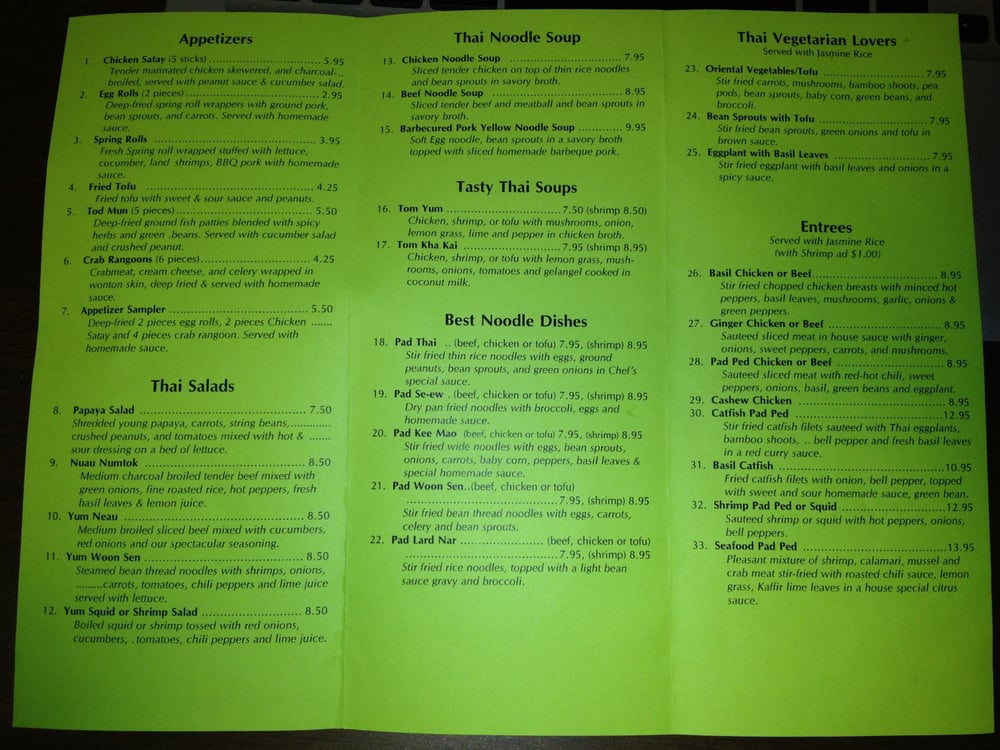 Appetizers
1. Chicken Satay (5 sticks) ........ 5.95
Tender marinated chicken skewered, and charcoal-..
broiled, served with peanut sauce & cucumber salad.
2. Egg Rolls (2 pieces) ........ 2.95
Deep-fried spring roll wrappers with ground pork,
bean sprouts, and carrots. Served with homemade
sauce.
3. Spring Rolls ........ 3.95
Fresh Spring roll wrapped stuffed with lettuce,
cucumber, land shrimps, BBQ pork with homemade
sauce.
4. Fried Tofu ........ 4.25
Fried tofu with sweet & sour sauce and peanuts.
5. Tod Mun (5 pieces) ........ 5.50
Deep-fried ground fish patties blended with spicy
herbs and green .beans. Served with cucumber salad
and crushed peanut.
6. Crab Rangoons (6 pieces) ........ 4.25
Crabmeat, cream cheese, and celery wrapped in
wonton skin, deep fried & served with homemade
sauce.
7. Appetizer Sampler ........ 5.50
Deep-fried 2 pieces egg rolls, 2 pieces Chicken ......
Satay and 4 pieces crab rangoon. Served with
homemade sauce.
Thai Salads
8. Papaya Salad ........ 7.50
Shredded young papaya, carrots, string beans,............
crushed peanuts, and tomatoes mixed with hot & ......
sour dressing on a bed of lettuce.
9. Nuau Numtok ........ 8.50
Medium charcoal broiled tender beef mixed with
green onions, fine roasted rice, hot peppers, fresh
basil leaves & lemon juice.
10. Yum Neau ........ 8.50
Medium broiled sliced beef mixed with cucumbers,
red onions and our spectacular seasoning.
11. Yum Woon Sen ........ 8.50
Steamed bean thread noodles with shrimps, onions,
.........carrots, tomatoes, chili peppers and lime juice
served with lettuce.
12. Yum Squid or Shrimp Salad ........ 8.50
Boiled squid or shrimp tossed with red onions,
cucumbers, . tomatoes, chili peppers and lime juice.
Thai Noodle Soup
13. Chicken Noodle Soup ........ 7.95
Sliced tender chicken on top of thin rice noodles
and bean sprouts in savory broth.
14. Beef Noodle Soup ........ 8.95
Sliced tender beef and meatball and bean sprouts in
savory broth.
15. Barbecured Pork Yellow Noodle Soup ........ 9.95
Soft Egg noodle, bean sprouts in a savory broth
topped with sliced homemade barbeque pork.
Tasty Thai Soups
16. Tom Yum ........ 7.50 (shrimp 8.50)
Chicken, shrimp, or tofu with mushrooms, onion,
lemon grass, lime and pepper in chicken broth.
17. Tom Kha Kai ........ 7.95 (shrimp 8.95)
Chicken, shrimp, or tofu with lemon grass, mush-
rooms, onions, tomatoes and gelangel cooked in
coconut milk.
Best Noodle Dishes
18. Pad Thai .. (beef, chicken or tofu) 7.95, (shrimp) 8.95
Stir fried thin rice noodles with eggs, ground
peanuts, bean sprouts, and green onions in Chef's
special sauce.
19. Pad Se-ew . (beef, chicken or tofu) 7.95, (shrimp) 8.95
Dry pan fried noodles with broccoli, eggs and
homemade sauce.
20. Pad Kee Mao (beef, chicken or tofu) 7.95, (shrimp) 8.95
Stir fried wide noodles with eggs, bean sprouts,
onions, carrots, baby corn, peppers, basil leaves &
special homemade sauce.
21. Pad Woon Sen..(beef, chicken or tofu)
........ 7.95, (shrimp) 8.95
Stir fried bean thread noodles with eggs, carrots,
celery and bean sprouts.
22. Pad Lard Nar ........ (beef, chicken or tofu)
........ 7.95, (shrimp) 8.95
Stir fried rice noodles, topped with a light bean
sauce gravy and broccoli.
Thai Vegetarian Lovers
Served with Jasmine Rice
23. Oriental Vegetables/Tofu ........ 7.95
Stir fried carrots, mushrooms, bamboo shoots, pea
pods, bean sprouts, baby corn, green beans, and
broccoli.
24. Bean Sprouts with Tofu ........ 7.95
Stir fried bean sprouts, green onions and tofu in
brown sauce.
25. Eggplant with Basil Leaves ........ 7.95
Stir fried eggplant with basil leaves and onions in a
spicy sauce.
Entrees
Served with Jasmine Rice
(with Shrimp ad $1.00)
26. Basil Chicken or Beef ........ 8.95
Stir fried chopped chicken breasts with minced hot
peppers, basil leaves, mushrooms, garlic, onions &
green peppers.
27. Ginger Chicken or Beef ........ 8.95
Sauteed sliced meat in house sauce with ginger,
onions, sweet peppers, carrots, and mushrooms.
28. Pad Ped Chicken or Beef ........ 8.95
Sauteed sliced meat with red-hot chili, sweet
peppers, onions, basil, green beans and eggplant.
29. Cashew Chicken ........ 8.95
30. Catfish Pad Ped ........ 12.95
Stir fried catfish filets sauteed with Thai eggplants,
bamboo shoots, .. bell pepper and fresh basil leaves
in a red curry sauce.
31. Basil Catfish ........ 10.95
Fried catfish filets with onion, bell pepper, topped
with sweet and sour homemade sauce, green bean.
32. Shrimp Pad Ped or Squid ........ 12.95
Sauteed shrimp or squid with hot peppers, onions,
bell peppers.
33. Seafood Pad Ped ........ 13.95
Pleasant mixture of shrimp, calamari, mussel and
crab meat stir-fried with roasted chili sauce, lemon
grass, Kaffir lime leaves in a house special citrus
sauce.